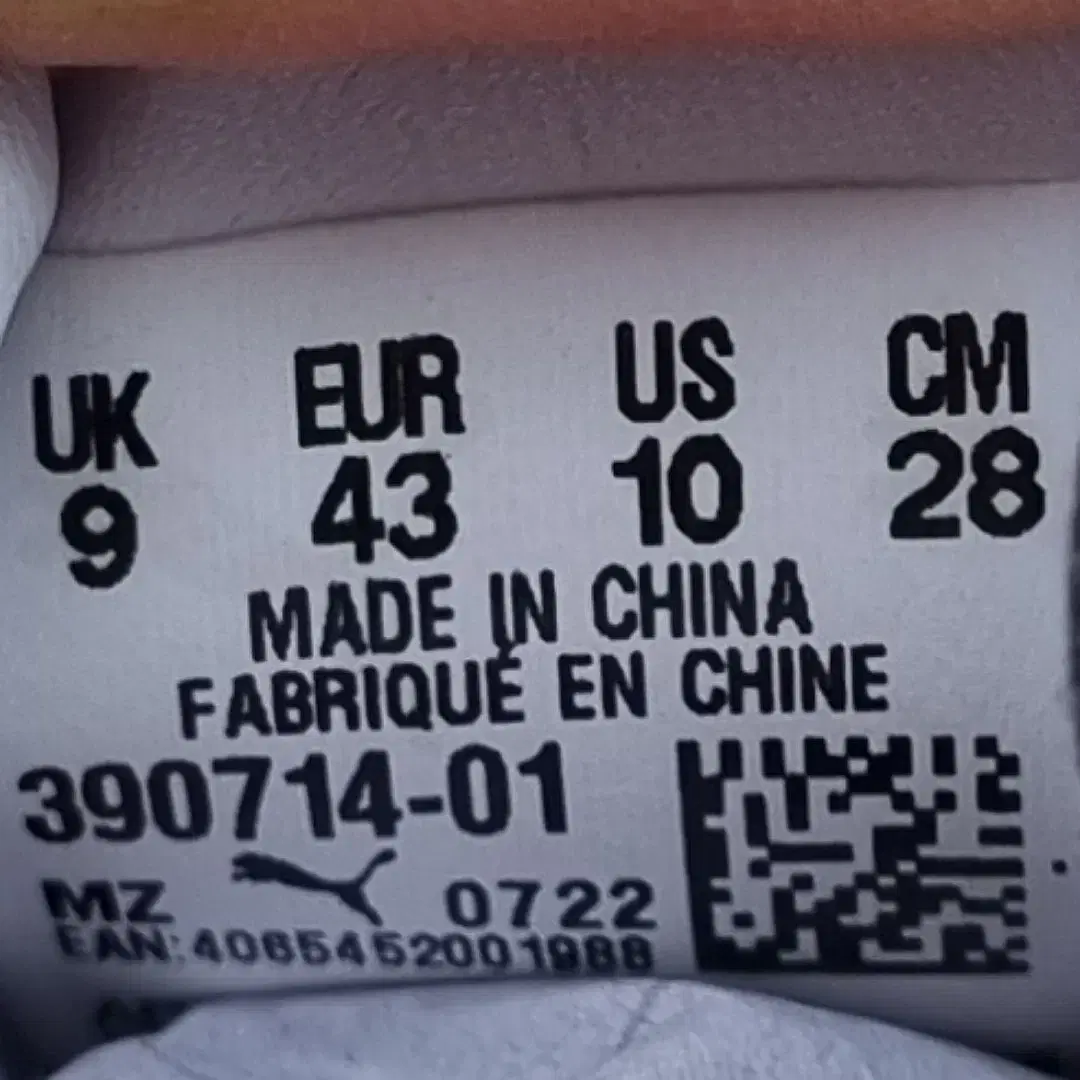 UK EUR US CM
9 43 10 28
MADE IN CHINA
FABRIQUÉ EN CHINE
390714-01
MZ 0722
EAN:4065452001988